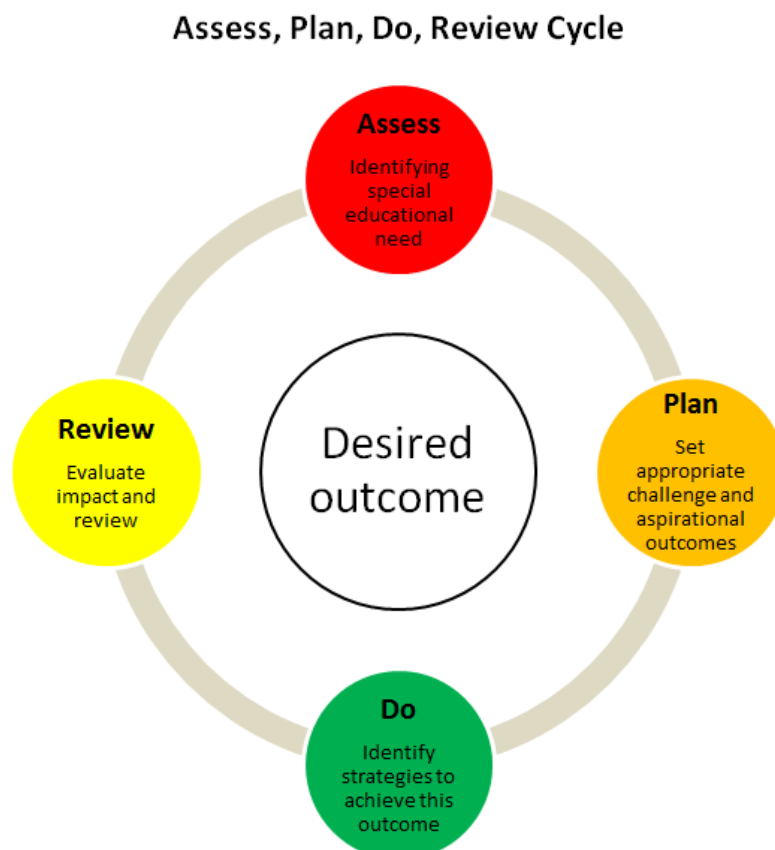 Assess, Plan, Do, Review Cycle
Assess
Identifying
special
educational
need
Plan
Set
appropriate
challenge and
aspirational
outcomes
Do
Identify
strategies to
achieve this
outcome
Review
Evaluate
impact and
review
Desired
outcome